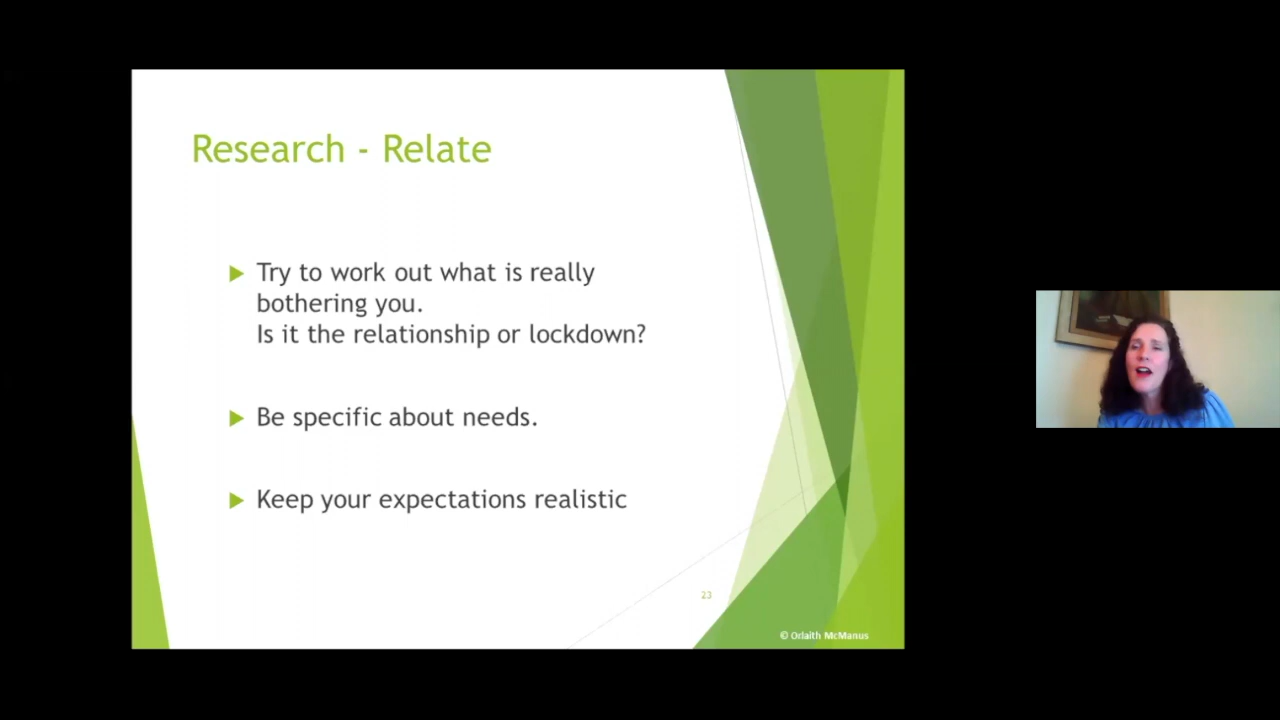 Research - Relate
Try to work out what is really
bothering you.
Is it the relationship or lockdown?
Be specific about needs.
Keep your expectations realistic
23
© Orlaith McManus